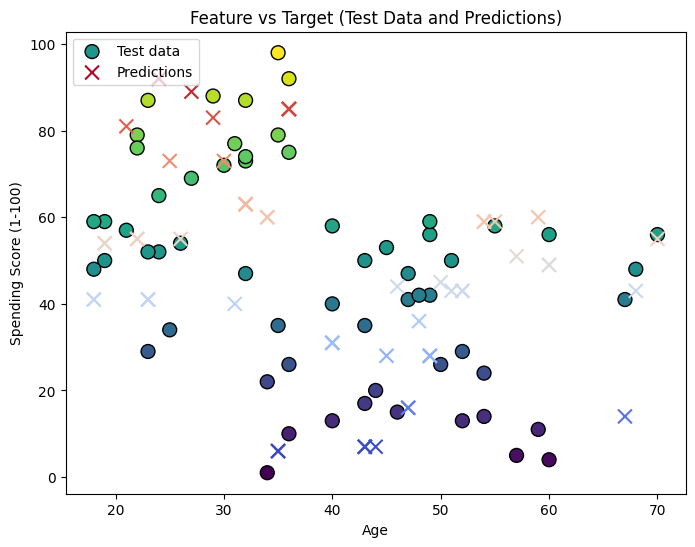 Feature vs Target (Test Data and Predictions)
Test data
Predictions
Spending Score (1-100)
100
80
60
40
20
0
20 30 40 50 60 70
Age